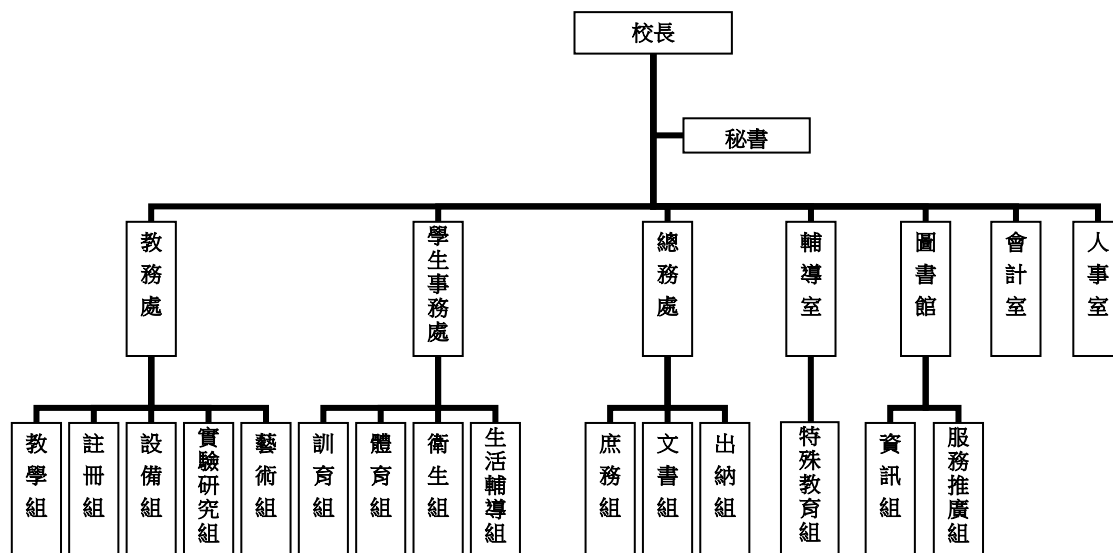 校長
秘書
教務處
學生事務處
總務處
輔導室
圖書館
會計室
人事室
教學組
註冊組
設備組
實驗研究組
藝術組
訓育組
體育組
衛生組
生活輔導組
庶務組
文書組
出納組
特殊教育組
資訊組
服務推廣組